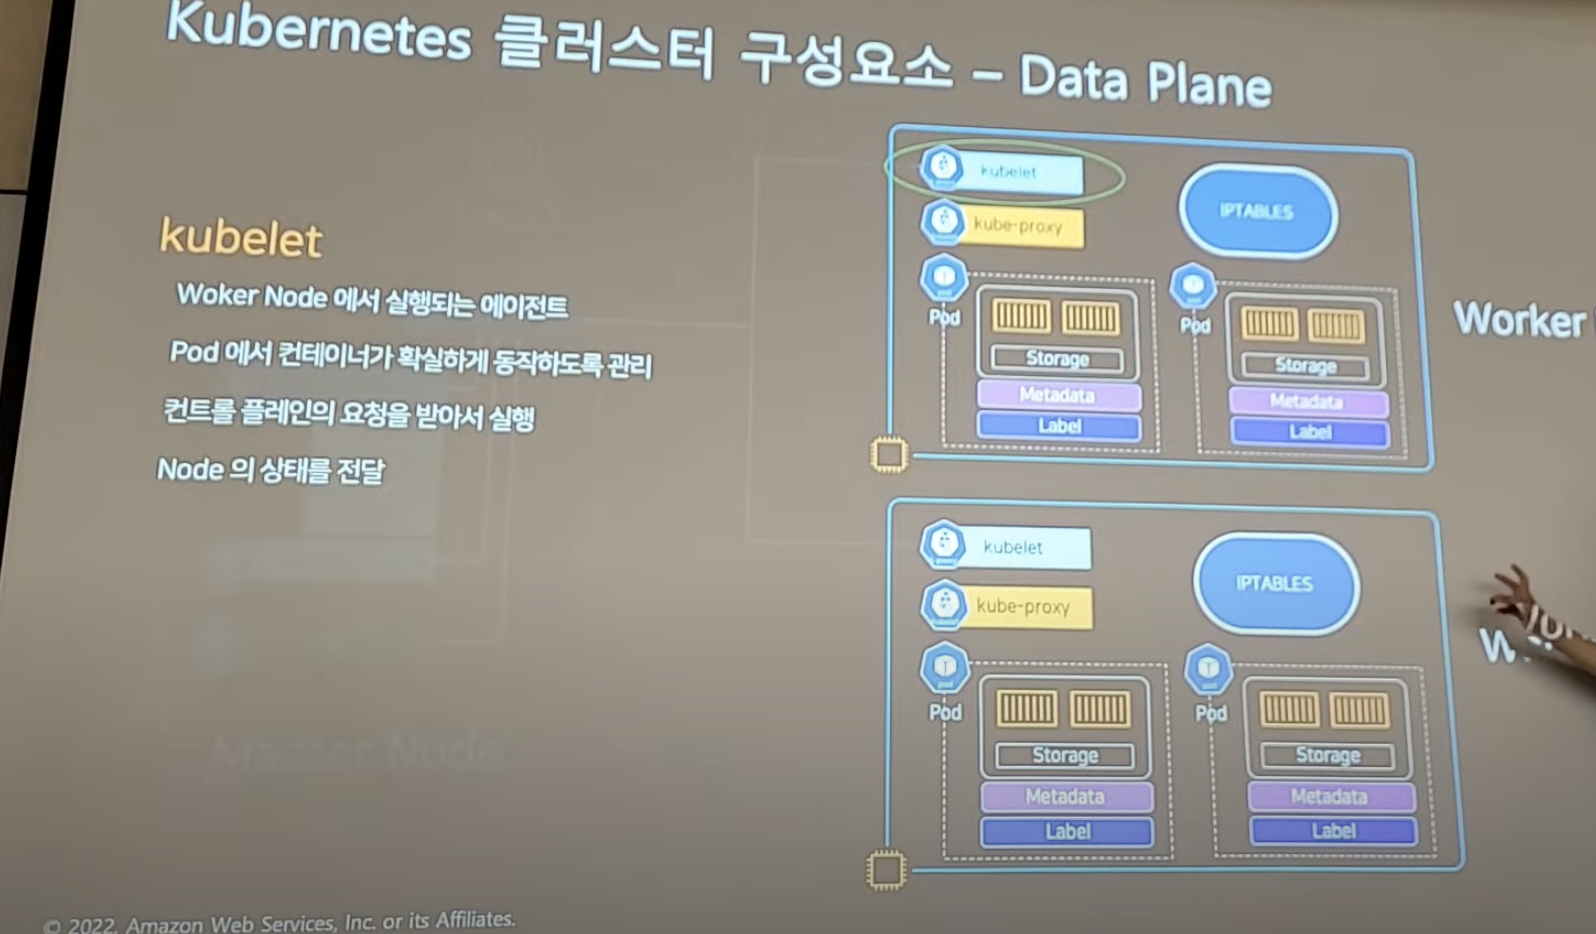 Kubernetes 클러스터 구성요소 – Data Plane
kubelet
Woker Node 에서 실행되는 에이전트
Pod 에서 컨테이너가 확실하게 동작하도록 관리
컨트롤 플레인의 요청을 받아서 실행
Node 의 상태를 전달
kubelet
kube-proxy
IPTABLES
Pod
Storage
Metadata
Label
Pod
Storage
Metadata
Label
Worker
kubelet
kube-proxy
IPTABLES
Pod
Storage
Metadata
Label
Pod
Storage
Metadata
Label
Master Node
© 2022, Amazon Web Services, Inc. or its Affiliates.